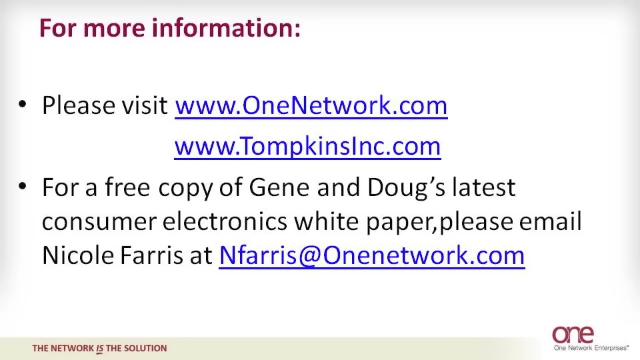 For more information:
• Please visit www.OneNetwork.com
www.TompkinsInc.com
• For a free copy of Gene and Doug's latest
consumer electronics white paper,please email
Nicole Farris at Nfarris@Onenetwork.com
THE NETWORK IS THE SOLUTION
one
One Network Enterprises™